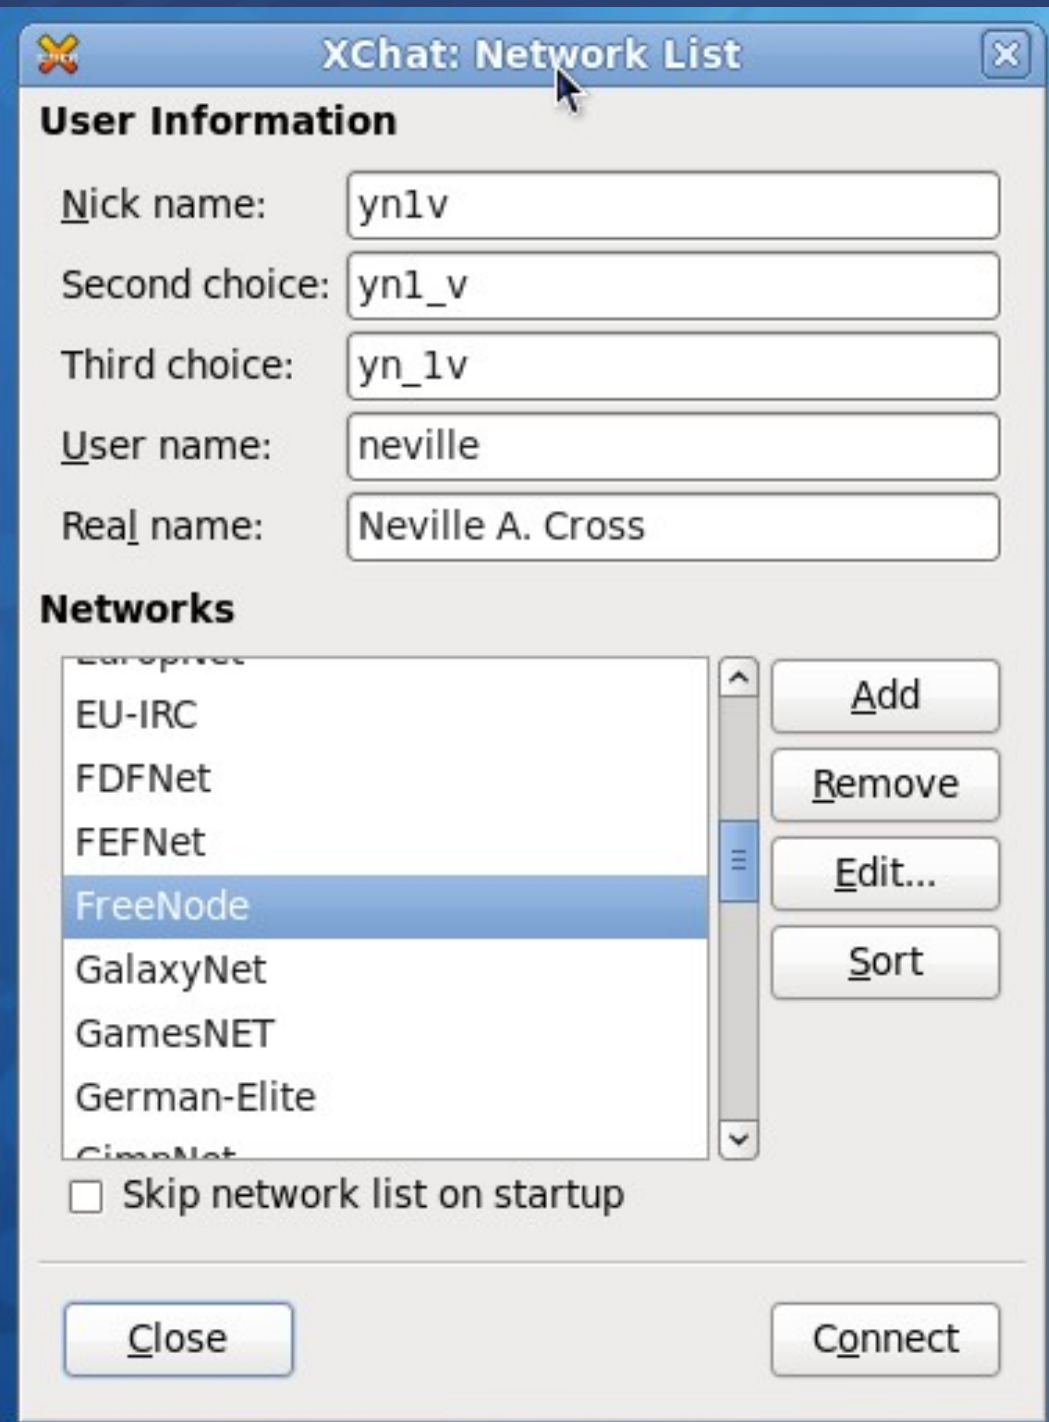 XChat: Network List
User Information
Nick name: yn1v
Second choice: yn1_v
Third choice: yn_1v
User name: neville
Real name: Neville A. Cross
Networks
EuropNet
EU-IRC
FDFNet
FEFNet
FreeNode
GalaxyNet
GamesNET
German-Elite
GimpNet
Add
Remove
Edit...
Sort
Skip network list on startup
Close
Connect